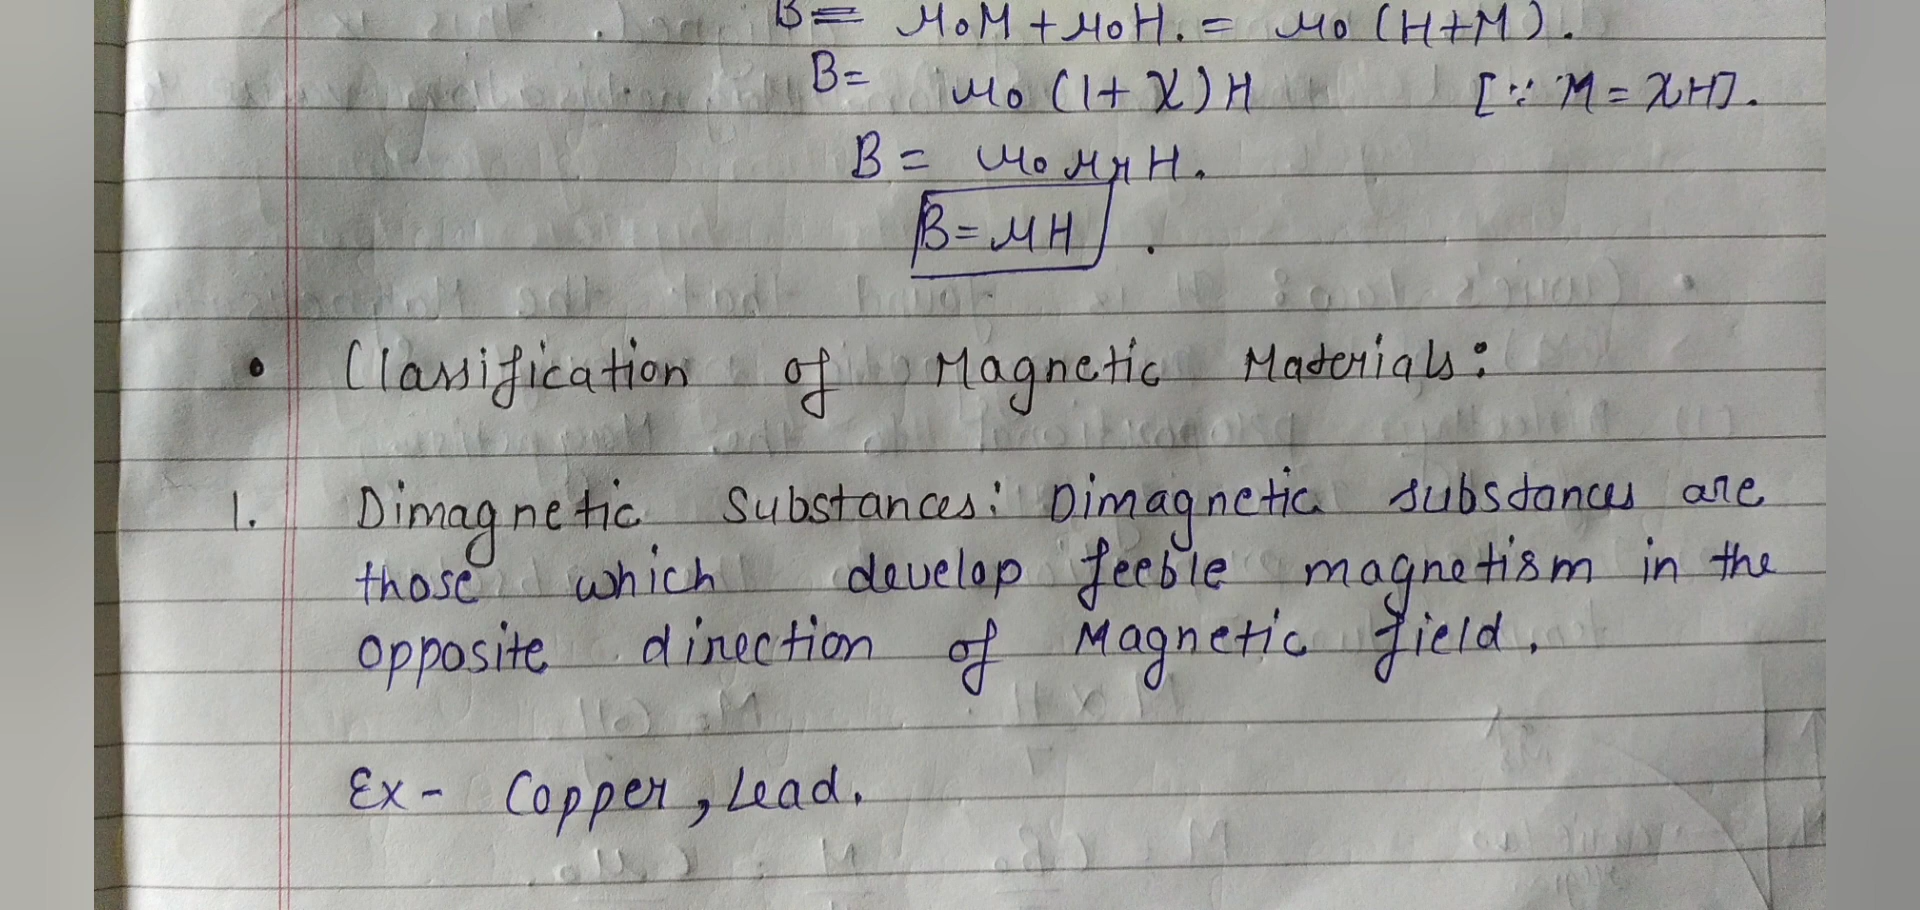 B = μ₀M + μ₀H. = μ₀ (H+M).
B = μ₀ (1+ χ) H [∵ M = χH].
B = μ₀ μr H.
B = μH .
• Classification of Magnetic Materials:
1. Dimagnetic Substances: Dimagnetic substances are
those which develop feeble magnetism in the
opposite direction of Magnetic field.
Ex - Copper, Lead.